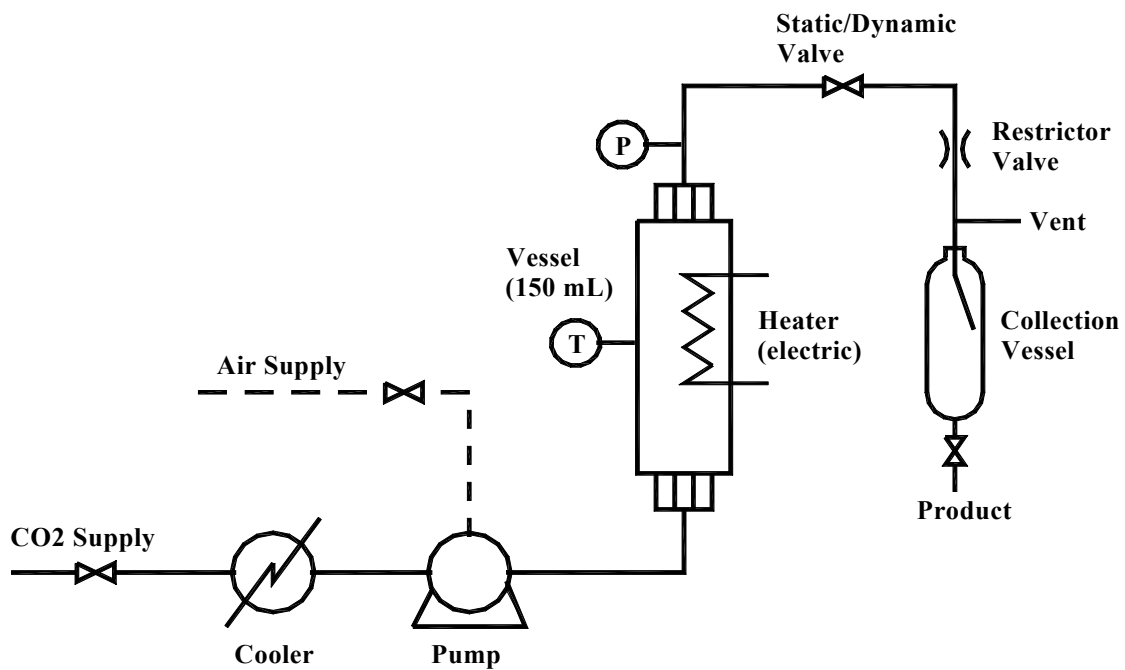 Static/Dynamic
Valve
P
Restrictor
Valve
Vent
Vessel
(150 mL)
T
Heater
(electric)
Collection
Vessel
Air Supply
Product
CO2 Supply
Cooler
Pump